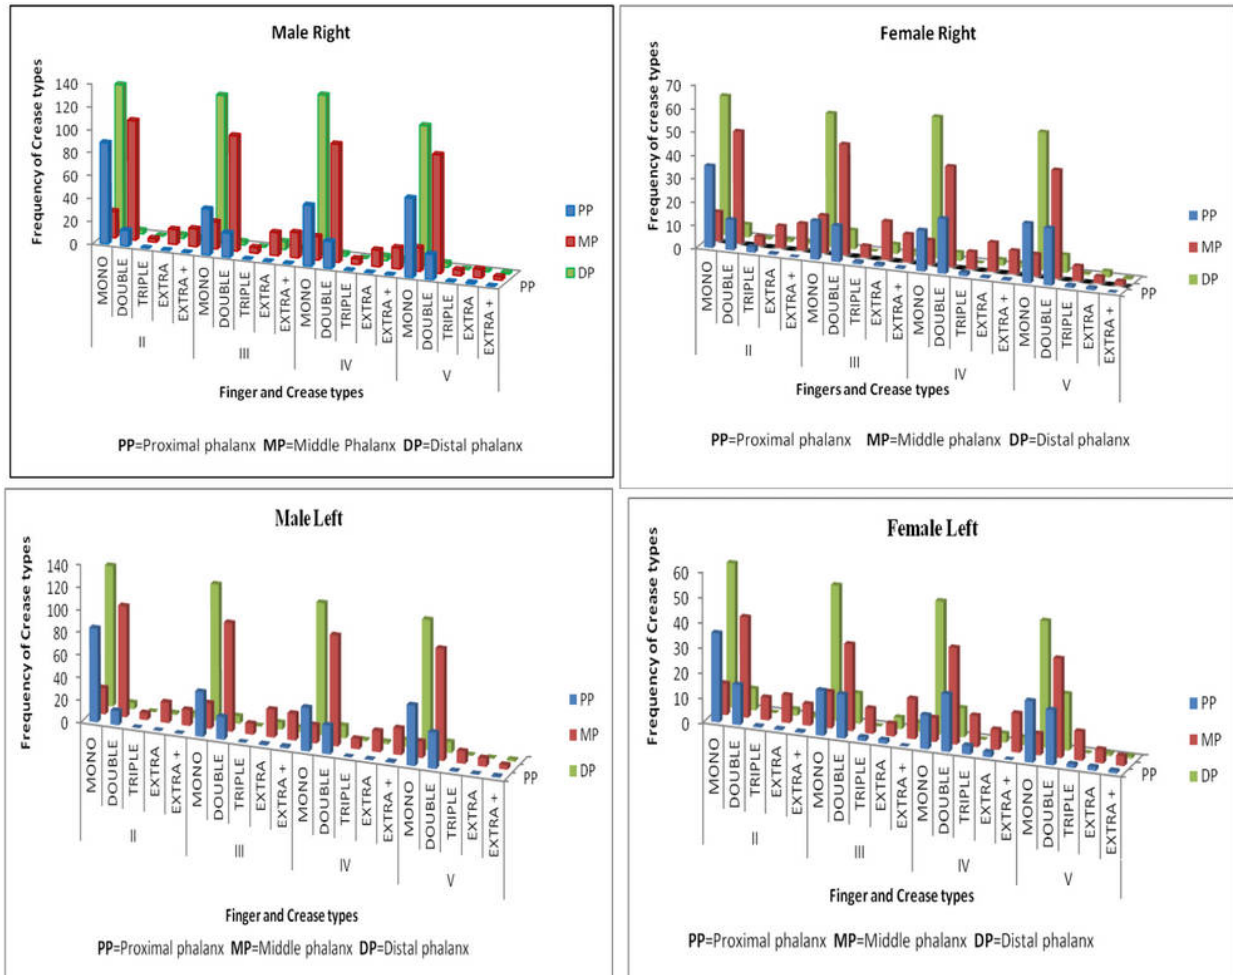 Male Right
Frequency of Crease types
140
120
100
80
60
40
20
0
MONO
DOUBLE
TRIPLE
EXTRA
EXTRA +
MONO
DOUBLE
TRIPLE
EXTRA
EXTRA +
MONO
DOUBLE
TRIPLE
EXTRA
EXTRA +
MONO
DOUBLE
TRIPLE
EXTRA
EXTRA +
II
III
IV
V
PP
PP
MP
DP
Finger and Crease types
PP=Proximal phalanx MP=Middle Phalanx DP=Distal phalanx
Female Right
Frequency of crease types
70
60
50
40
30
20
10
0
MONO
DOUBLE
TRIPLE
EXTRA
EXTRA +
MONO
DOUBLE
TRIPLE
EXTRA
EXTRA +
MONO
DOUBLE
TRIPLE
EXTRA
EXTRA +
MONO
DOUBLE
TRIPLE
EXTRA
EXTRA +
II
III
IV
V
PP
PP
MP
DP
Fingers and Crease types
PP=Proximal phalanx MP=Middle phalanx DP=Distal phalanx
Male Left
Frequency of Crease types
140
120
100
80
60
40
20
0
MONO
DOUBLE
TRIPLE
EXTRA
EXTRA +
MONO
DOUBLE
TRIPLE
EXTRA
EXTRA +
MONO
DOUBLE
TRIPLE
EXTRA
EXTRA +
MONO
DOUBLE
TRIPLE
EXTRA
EXTRA +
II
III
IV
V
PP
PP
MP
DP
Finger and Crease types
PP=Proximal phalanx MP=Middle phalanx DP=Distal phalanx
Female Left
Frequency of Crease types
60
50
40
30
20
10
0
MONO
DOUBLE
TRIPLE
EXTRA
EXTRA +
MONO
DOUBLE
TRIPLE
EXTRA
EXTRA +
MONO
DOUBLE
TRIPLE
EXTRA
EXTRA +
MONO
DOUBLE
TRIPLE
EXTRA
EXTRA +
II
III
IV
V
PP
PP
MP
DP
Finger and Crease types
PP=Proximal phalanx MP=Middle phalanx DP=Distal phalanx